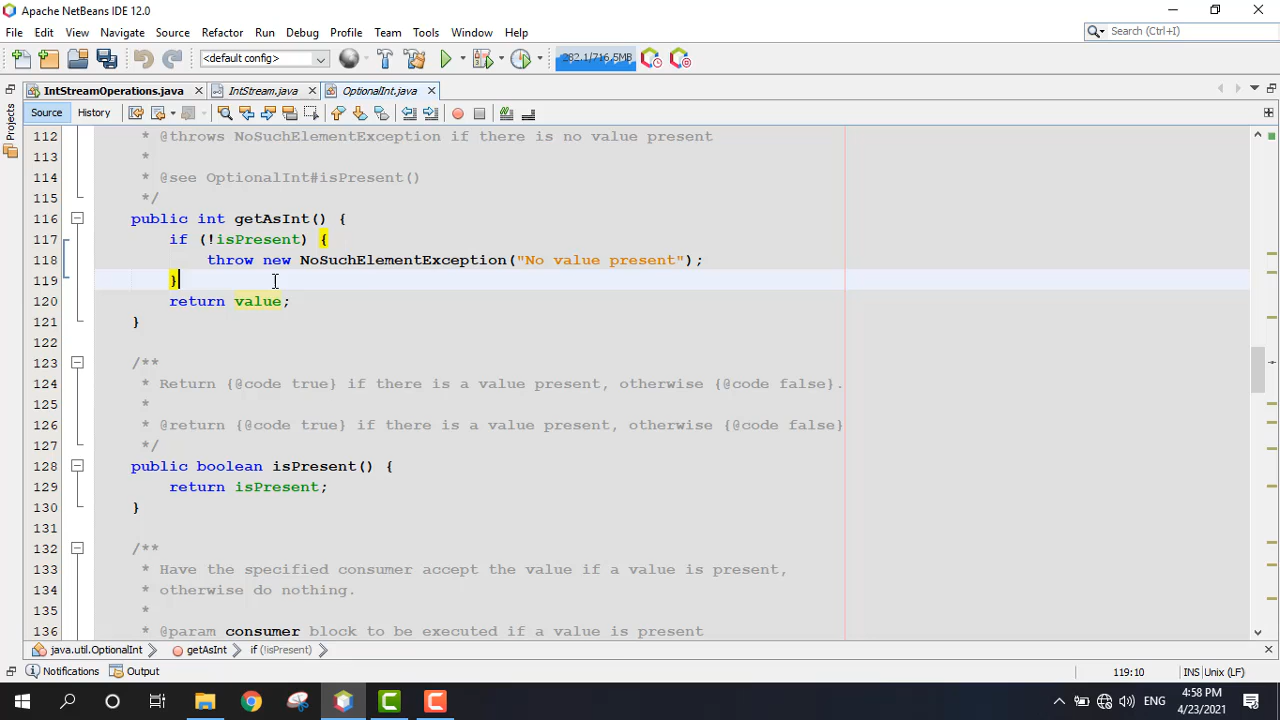 Apache NetBeans IDE 12.0
File Edit View Navigate Source Refactor Run Debug Profile Team Tools Window Help
Search (Ctrl+I)
<default config>
282.1/716.5MB
IntStreamOperations.java IntStream.java OptionalInt.java
Projects
Source History
112 * @throws NoSuchElementException if there is no value present
113 *
114 * @see OptionalInt#isPresent()
115 */
116 public int getAsInt() {
117 if (!isPresent) {
118 throw new NoSuchElementException("No value present");
119 }
120 return value;
121 }
122
123 /**
124 * Return {@code true} if there is a value present, otherwise {@code false}.
125 *
126 * @return {@code true} if there is a value present, otherwise {@code false}
127 */
128 public boolean isPresent() {
129 return isPresent;
130 }
131
132 /**
133 * Have the specified consumer accept the value if a value is present,
134 * otherwise do nothing.
135 *
136 * @param consumer block to be executed if a value is present
java.util.OptionalInt getAsInt if (!isPresent)
Notifications Output
119:10 INS Unix (LF)
ENG
4:58 PM
4/23/2021